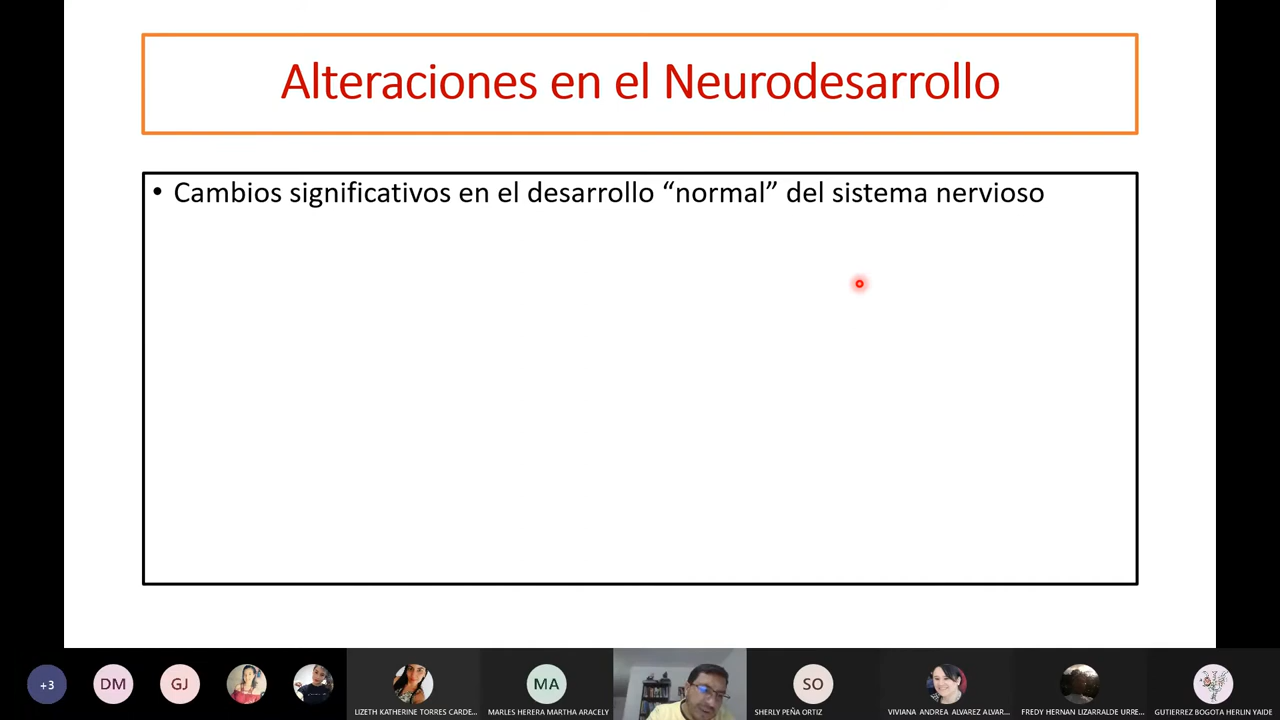 Alteraciones en el Neurodesarrollo
• Cambios significativos en el desarrollo “normal” del sistema nervioso
+3
DM
GJ
MA
SO
LIZETH KATHERINE TORRES CARDE...
MARLES HERERA MARTHA ARACELY
SHERLY PEÑA ORTIZ
VIVIANA ANDREA ALVAREZ ALVAR...
FREDY HERNAN LIZARRALDE URRE...
GUTIERREZ BOGOTA HERLIN YAIDE